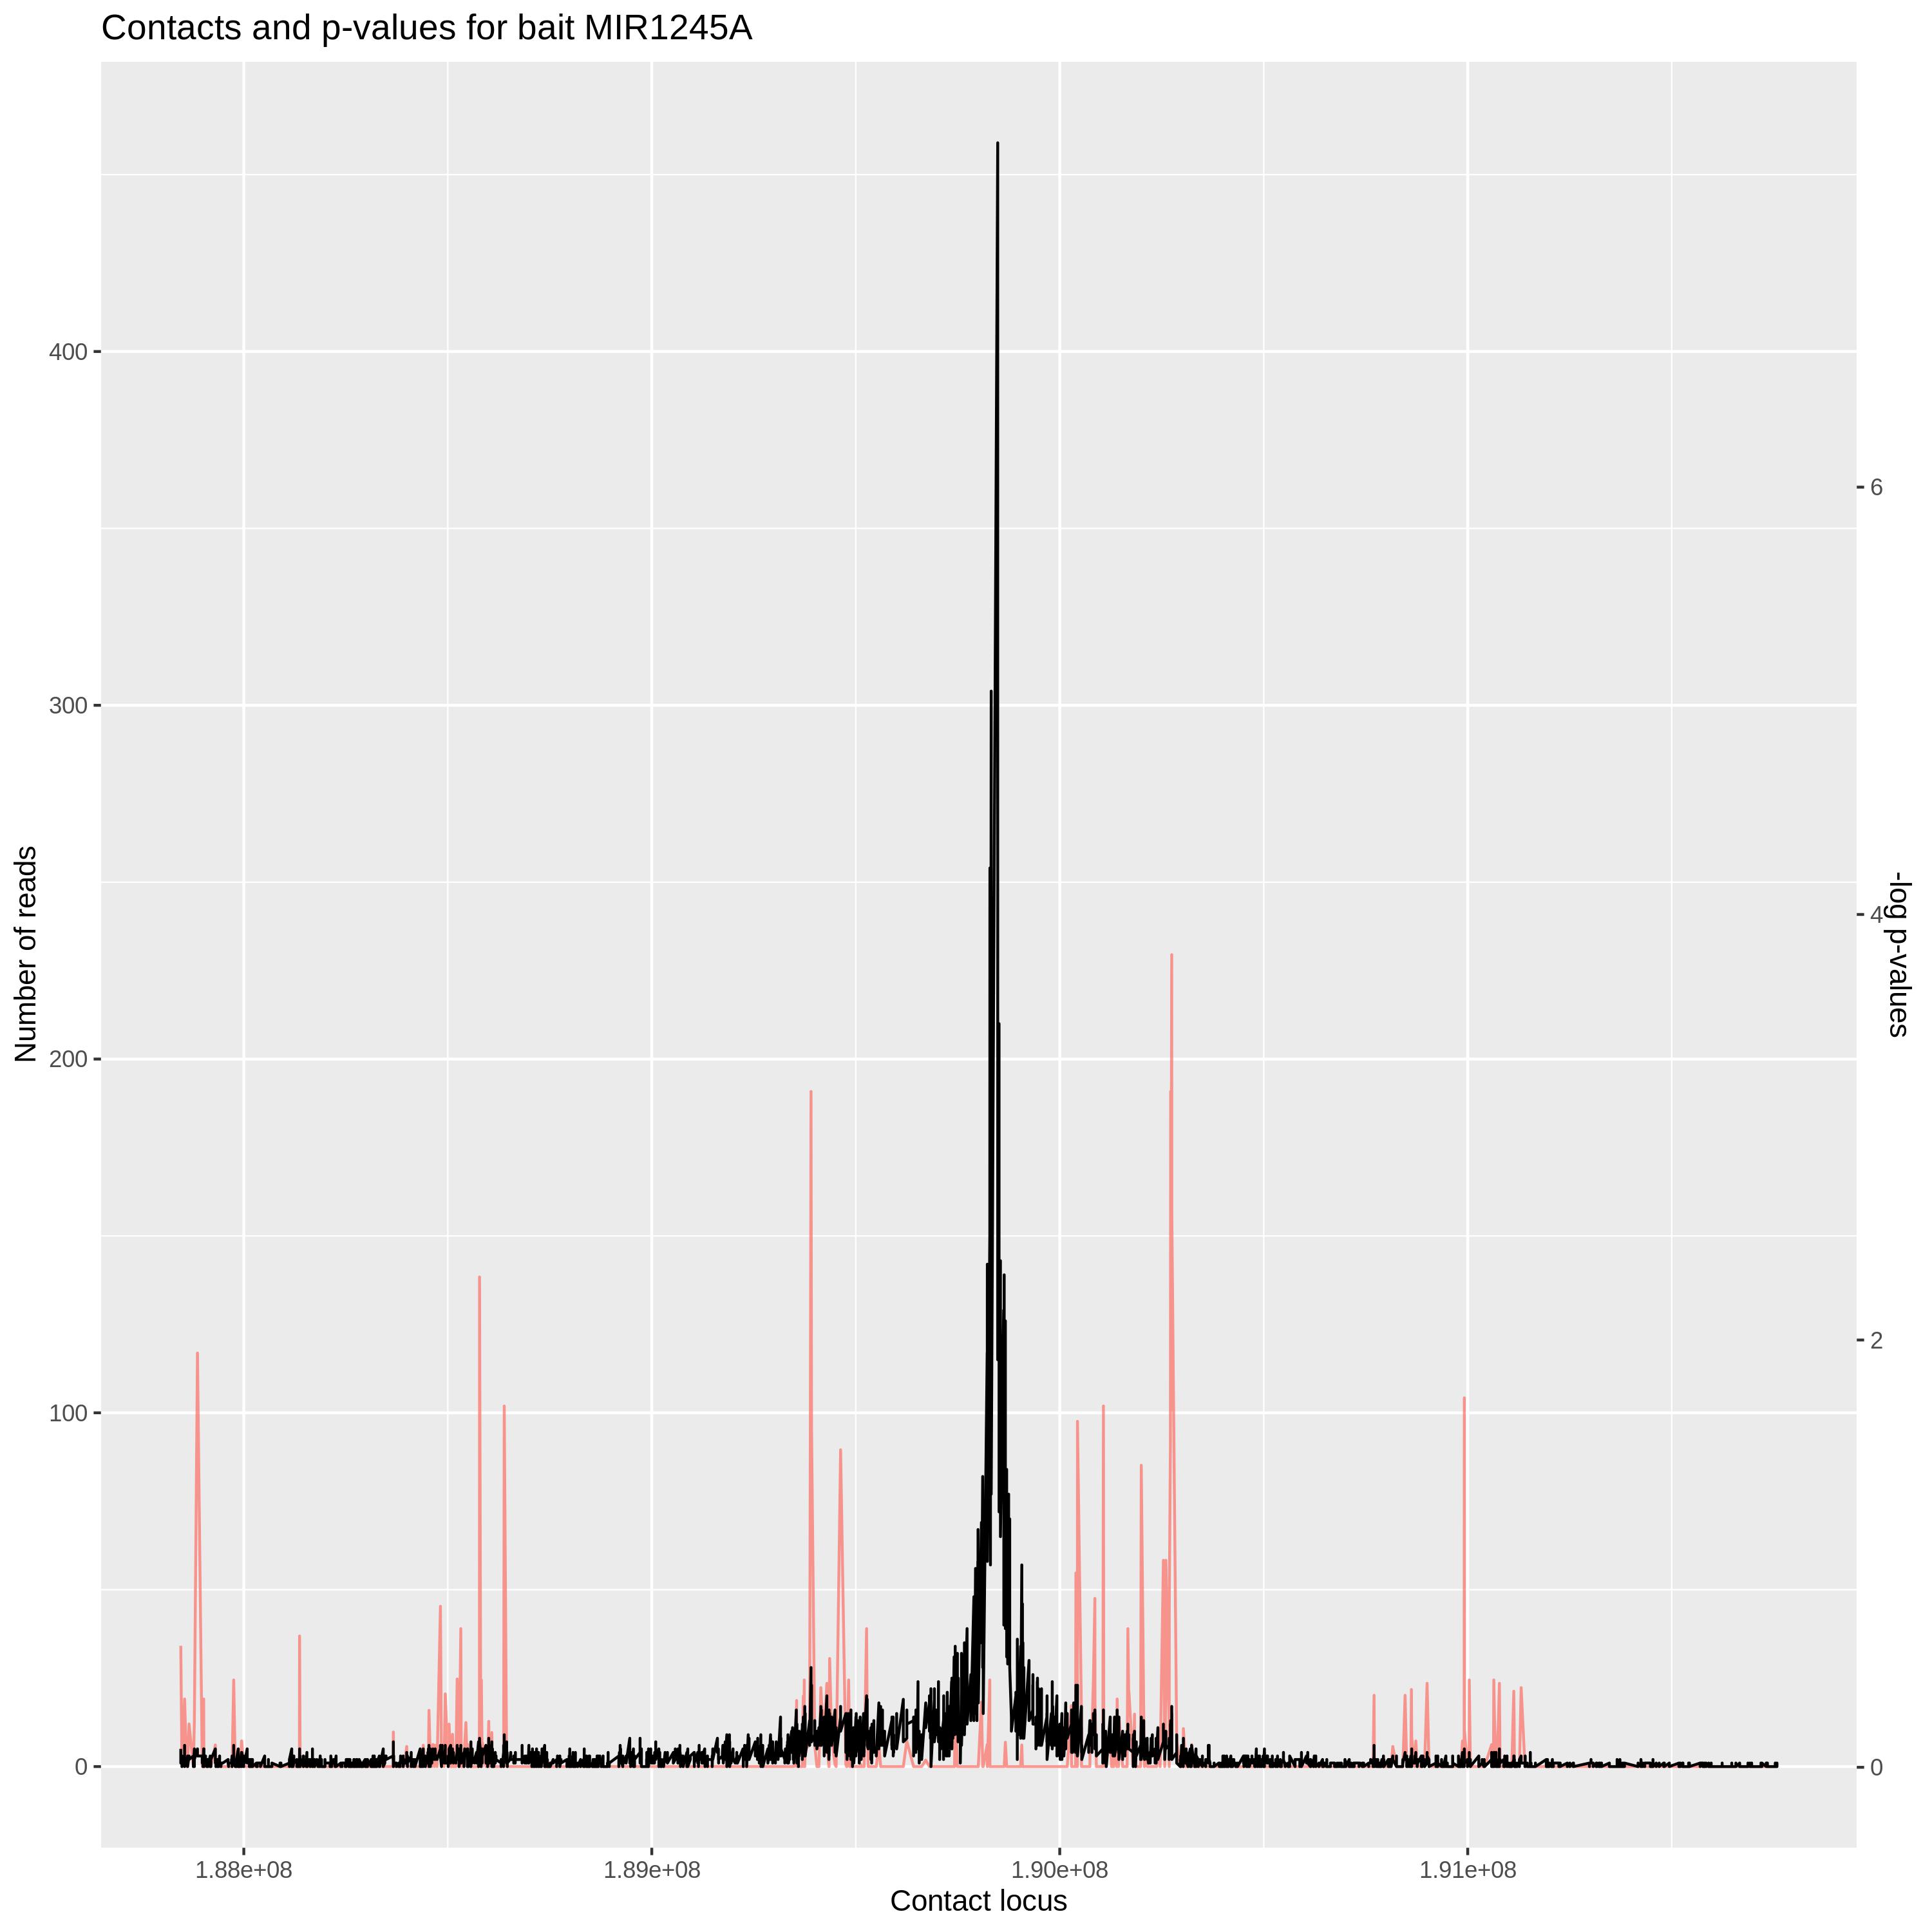 Contacts and p-values for bait MIR1245A
Number of reads
400
300
200
100
0
6
4
2
0
-log p-values
1.88e+08 1.89e+08 1.90e+08 1.91e+08
Contact locus